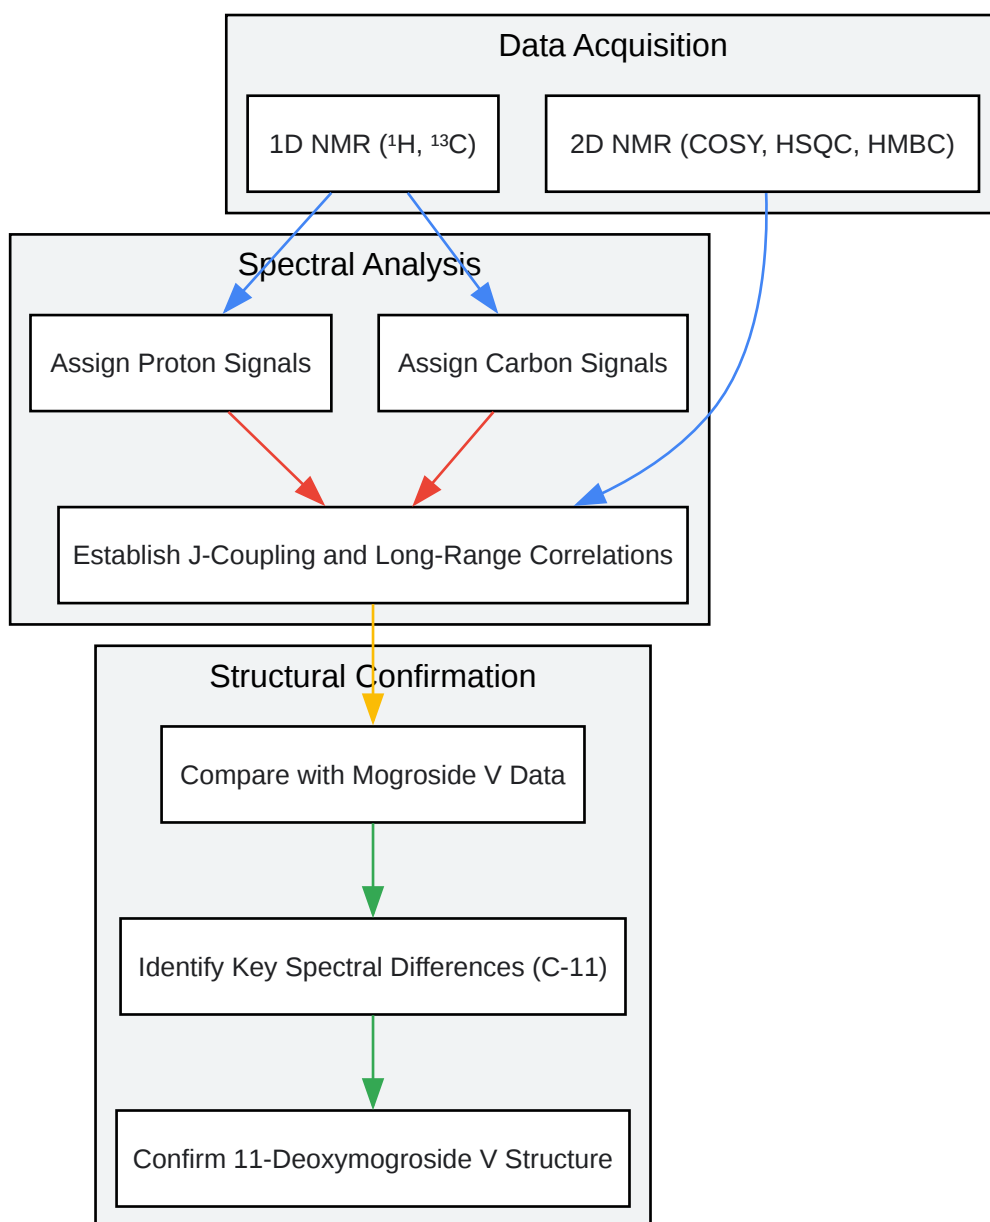 Data Acquisition
1D NMR (¹H, ¹³C)
2D NMR (COSY, HSQC, HMBC)
Spectral Analysis
Assign Proton Signals
Assign Carbon Signals
Establish J-Coupling and Long-Range Correlations
Structural Confirmation
Compare with Mogroside V Data
Identify Key Spectral Differences (C-11)
Confirm 11-Deoxymogroside V Structure